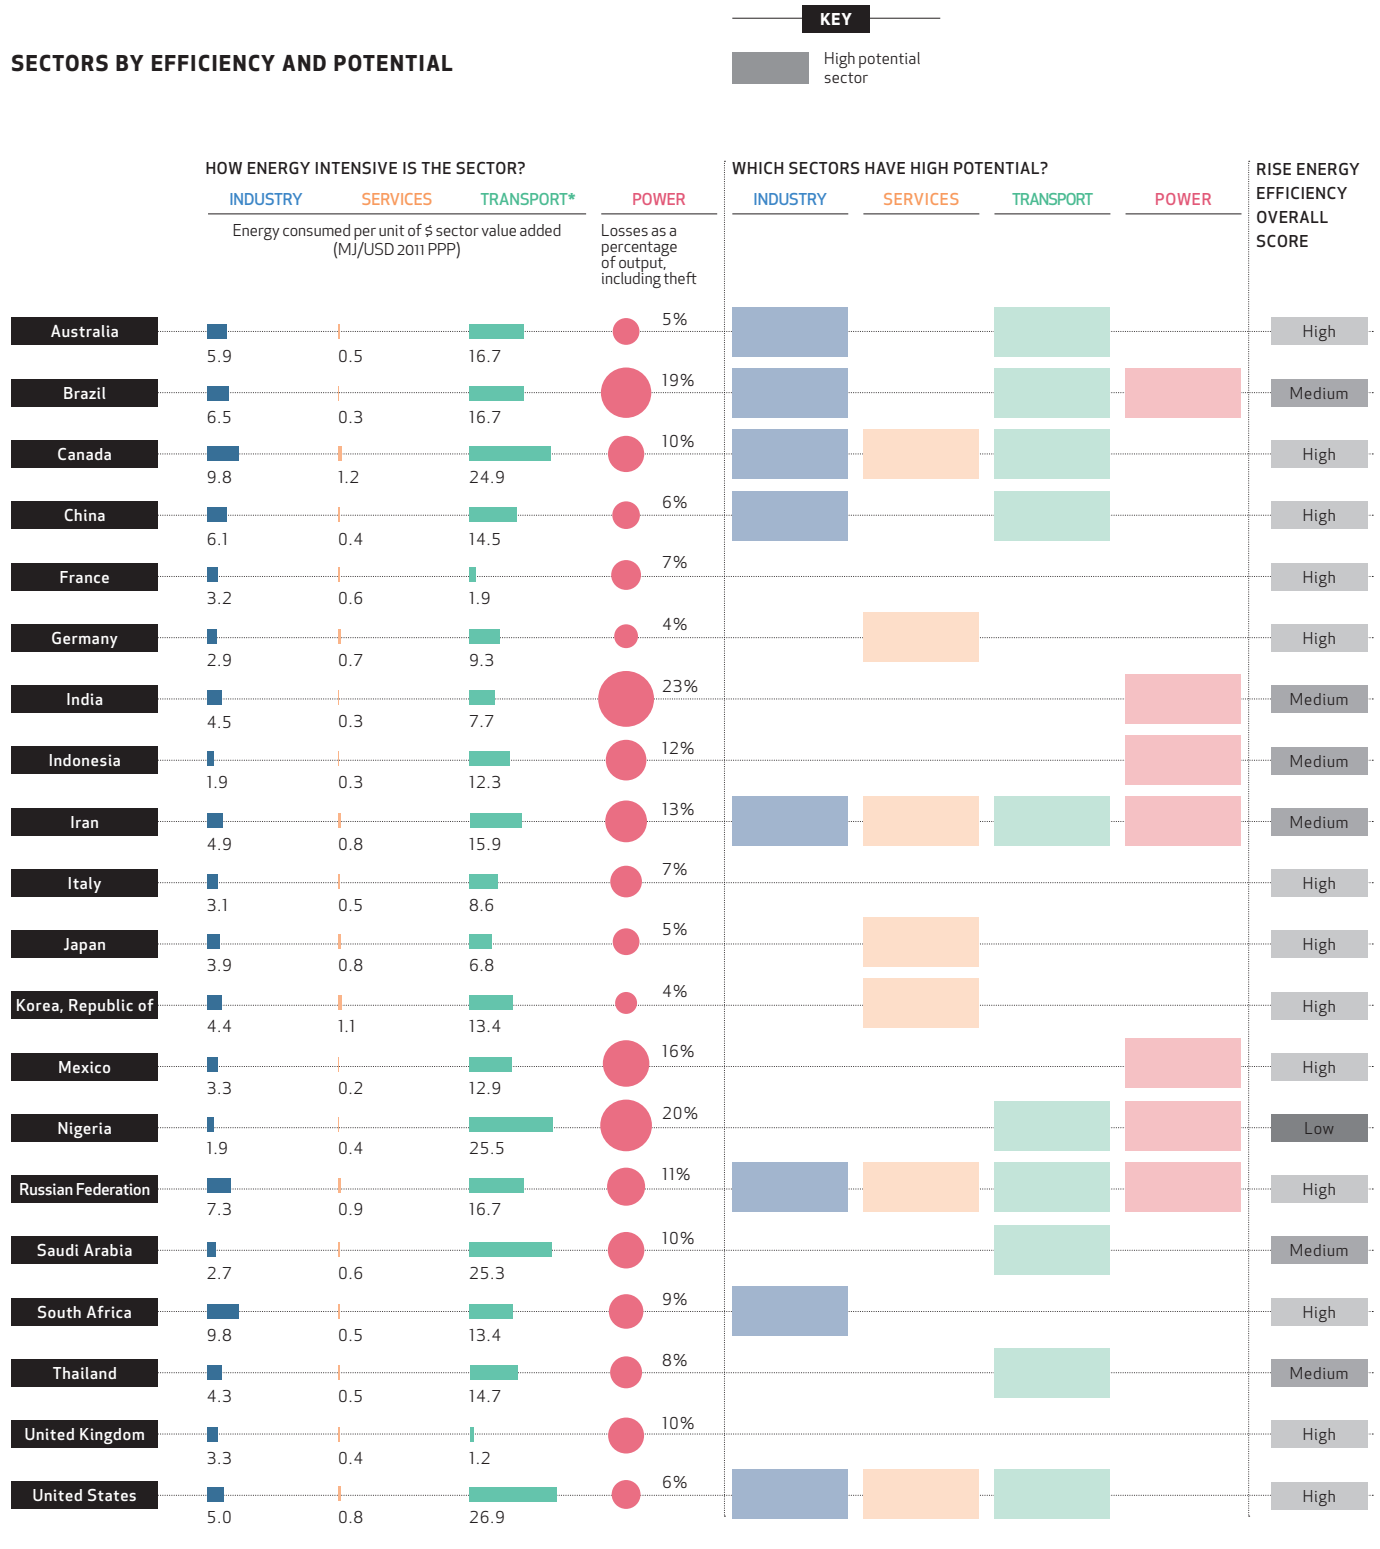 KEY
SECTORS BY EFFICIENCY AND POTENTIAL
High potential
sector
HOW ENERGY INTENSIVE IS THE SECTOR?
WHICH SECTORS HAVE HIGH POTENTIAL?
RISE ENERGY
EFFICIENCY
OVERALL
SCORE
INDUSTRY SERVICES TRANSPORT* POWER INDUSTRY SERVICES TRANSPORT POWER
Energy consumed per unit of $ sector value added
(MJ/USD 2011 PPP)
Losses as a
percentage
of output,
including theft
Australia 5.9 0.5 16.7 5% High
Brazil 6.5 0.3 16.7 19% Medium
Canada 9.8 1.2 24.9 10% High
China 6.1 0.4 14.5 6% High
France 3.2 0.6 1.9 7% High
Germany 2.9 0.7 9.3 4% High
India 4.5 0.3 7.7 23% Medium
Indonesia 1.9 0.3 12.3 12% Medium
Iran 4.9 0.8 15.9 13% Medium
Italy 3.1 0.5 8.6 7% High
Japan 3.9 0.8 6.8 5% High
Korea, Republic of 4.4 1.1 13.4 4% High
Mexico 3.3 0.2 12.9 16% High
Nigeria 1.9 0.4 25.5 20% Low
Russian Federation 7.3 0.9 16.7 11% High
Saudi Arabia 2.7 0.6 25.3 10% Medium
South Africa 9.8 0.5 13.4 9% High
Thailand 4.3 0.5 14.7 8% Medium
United Kingdom 3.3 0.4 1.2 10% High
United States 5.0 0.8 26.9 6% High